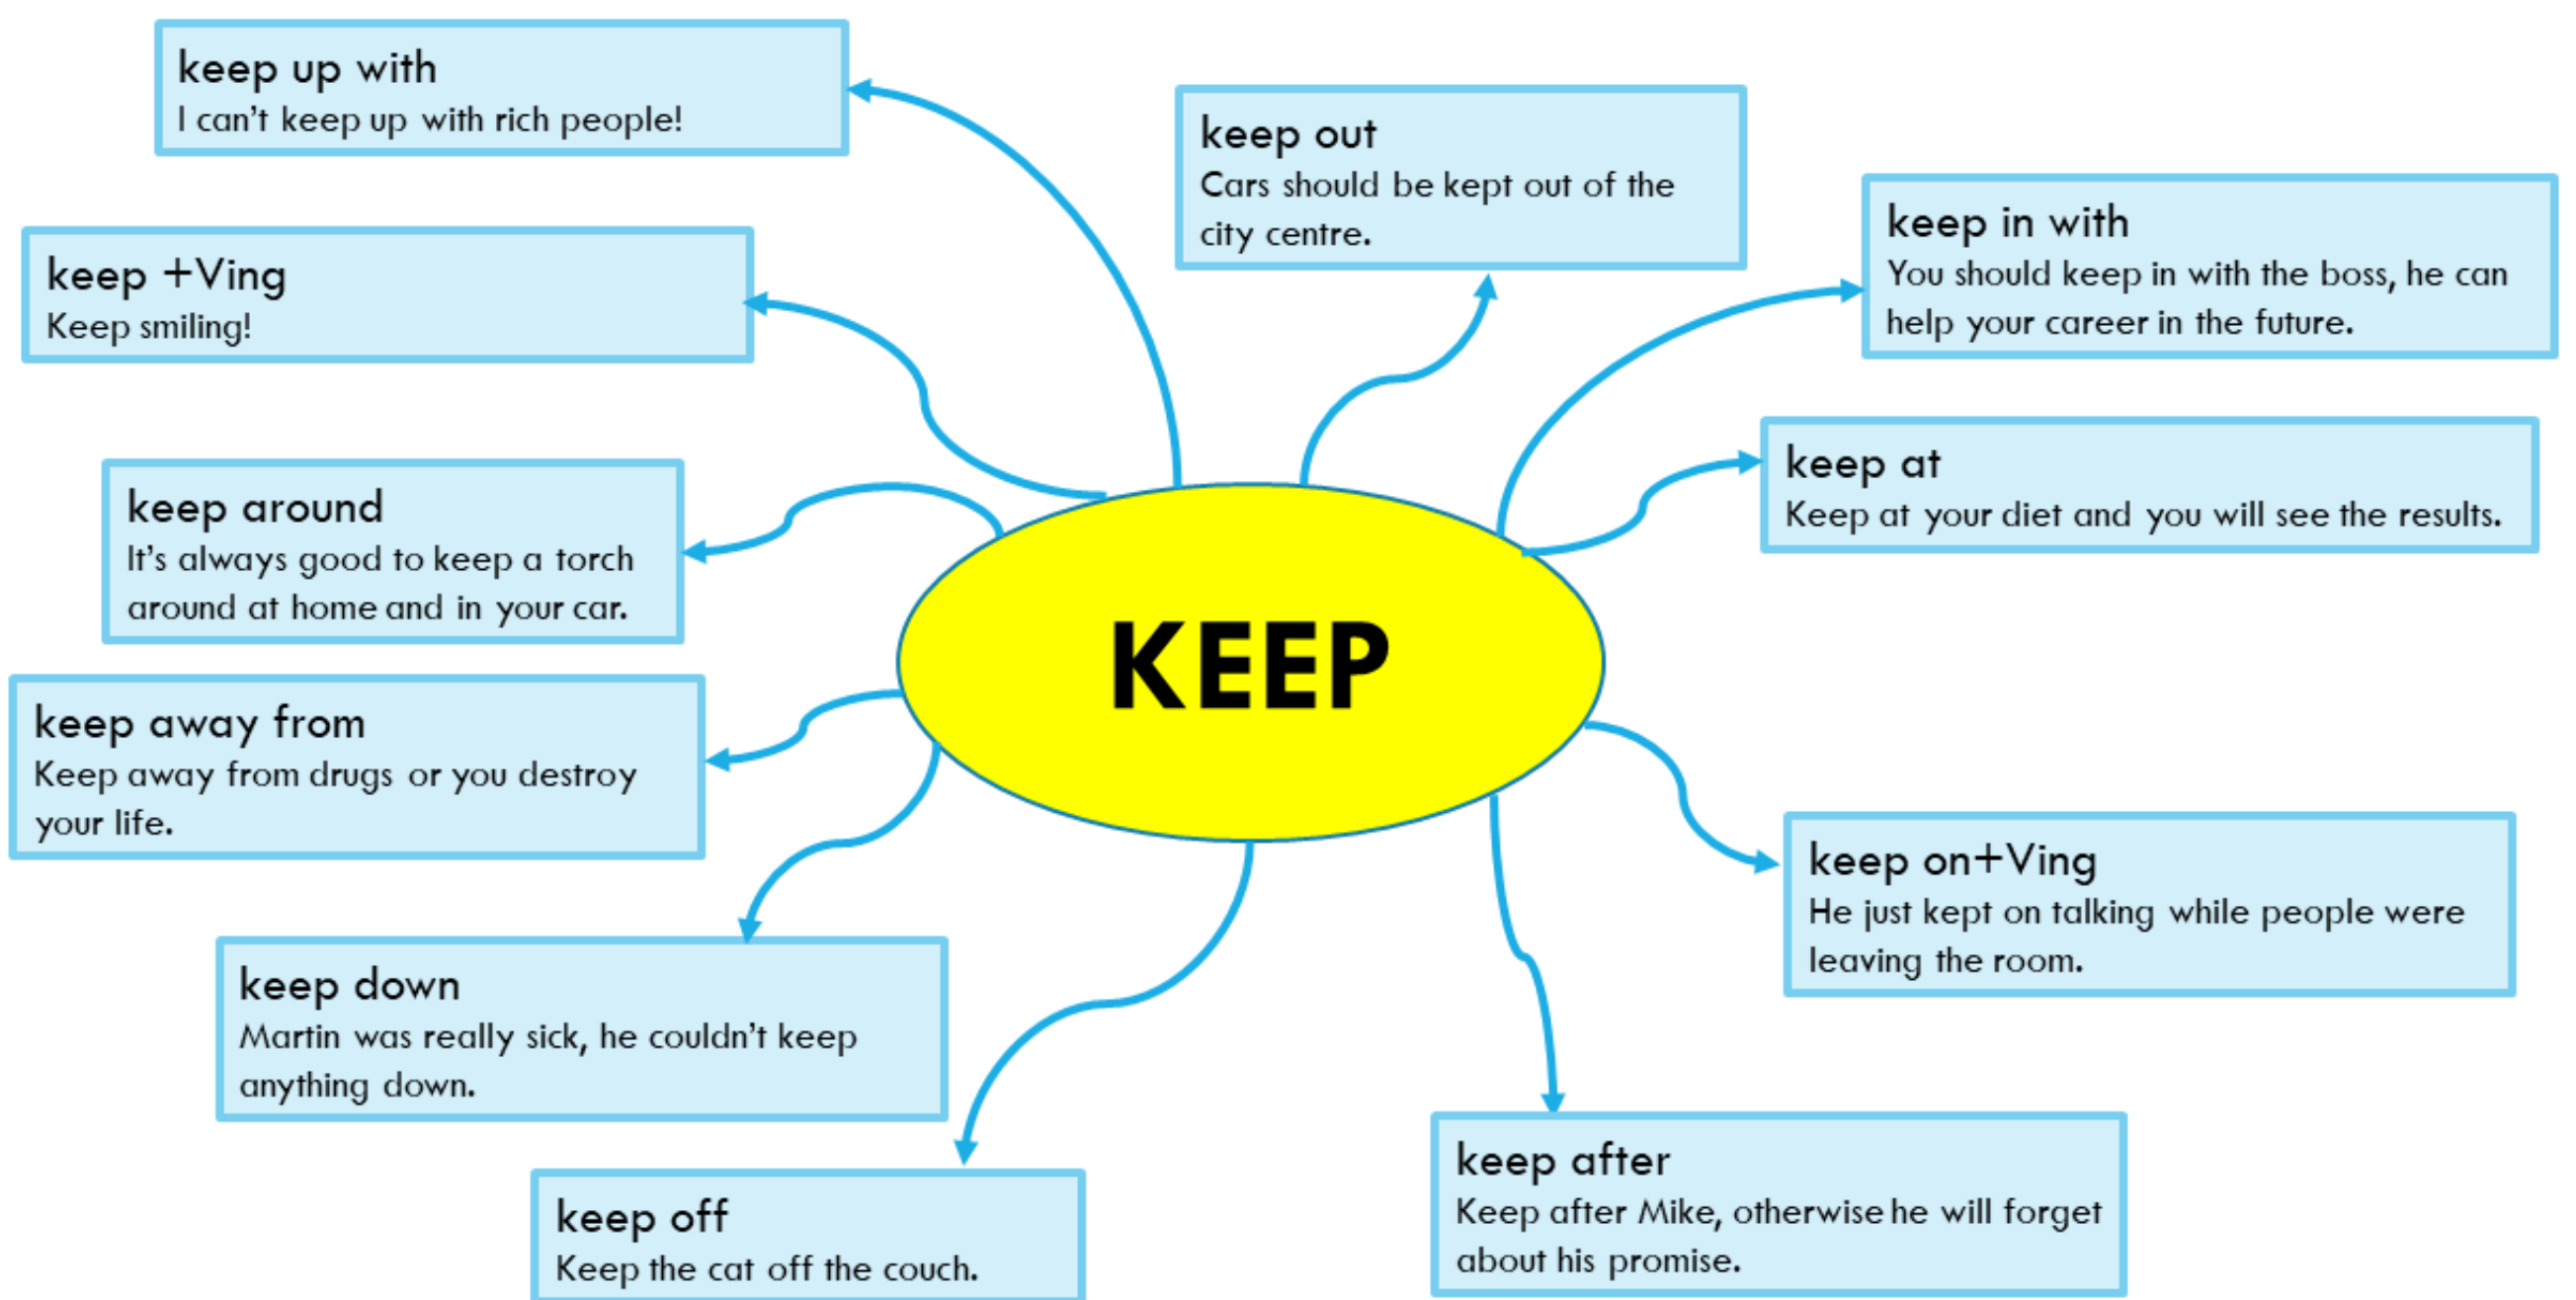 keep up with
I can't keep up with rich people!
keep out
Cars should be kept out of the
city centre.
keep in with
You should keep in with the boss, he can
help your career in the future.
keep +Ving
Keep smiling!
keep at
Keep at your diet and you will see the results.
keep around
It's always good to keep a torch
around at home and in your car.
KEEP
keep away from
Keep away from drugs or you destroy
your life.
keep on+Ving
He just kept on talking while people were
leaving the room.
keep down
Martin was really sick, he couldn't keep
anything down.
keep after
Keep after Mike, otherwise he will forget
about his promise.
keep off
Keep the cat off the couch.